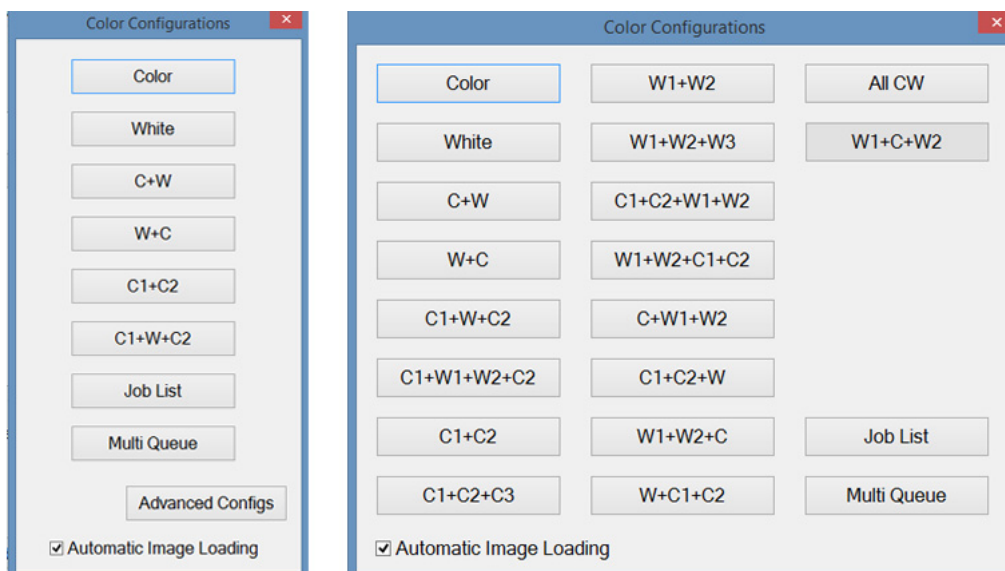 Color Configurations
Color
White
C+W
W+C
C1+C2
C1+W+C2
Job List
Multi Queue
Advanced Configs
Automatic Image Loading
Color Configurations
Color
W1+W2
All CW
White
W1+W2+W3
W1+C+W2
C+W
C1+C2+W1+W2
W+C
W1+W2+C1+C2
C1+W+C2
C+W1+W2
C1+W1+W2+C2
C1+C2+W
C1+C2
W1+W2+C
Job List
C1+C2+C3
W+C1+C2
Multi Queue
Automatic Image Loading